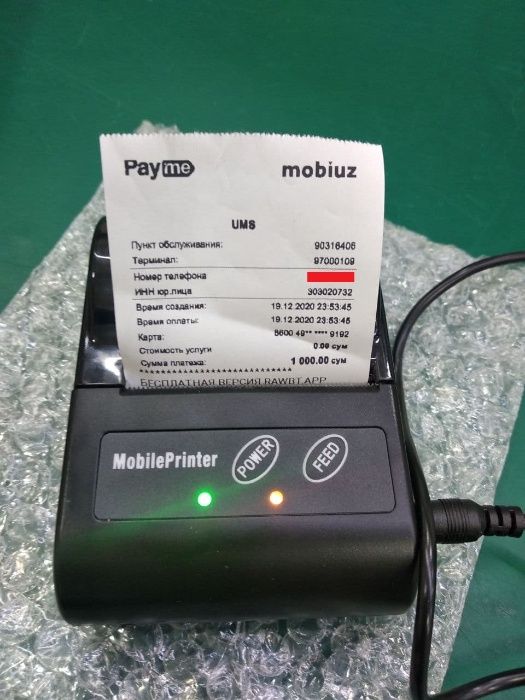 Payme mobiuz
UMS
Пункт обслуживания: 90316406
Терминал: 97000109
Номер телефона
ИНН юр.лица 303020732
Время создания: 19.12.2020 23:53:45
Время оплаты: 19.12.2020 23:53:45
Карта: 8600 49** **** 9192
Стоимость услуги 0.00 сум
Сумма платежа: 1 000.00 сум
*****************************
БЕСПЛАТНАЯ ВЕРСИЯ RAWBT.APP
MobilePrinter POWER FEED